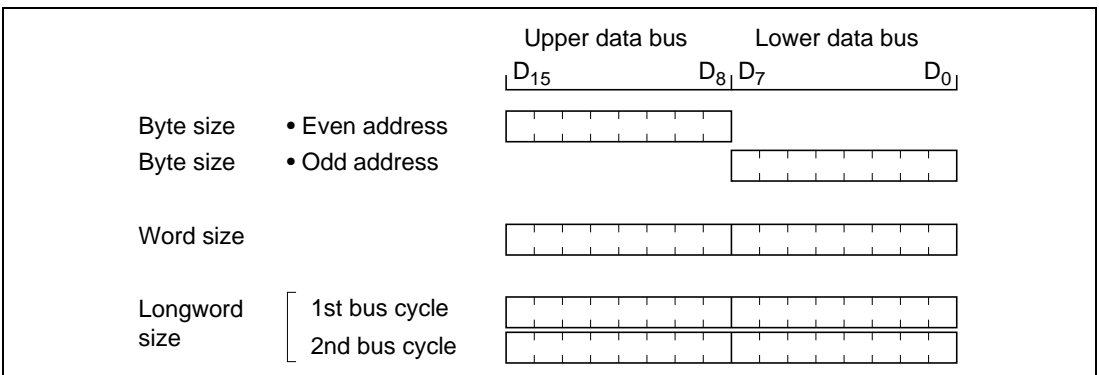 Upper data bus Lower data bus
D15 D8 D7 D0
Byte size • Even address
Byte size • Odd address
Word size
Longword size 1st bus cycle
2nd bus cycle